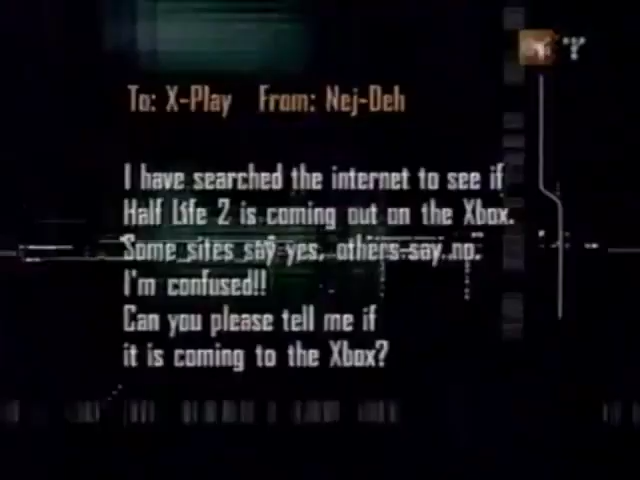 To: X-Play From: Nej-Deh
I have searched the internet to see if
Half Life 2 is coming out on the Xbox.
Some sites say yes, others say no.
I'm confused!!
Can you please tell me if
it is coming to the Xbox?